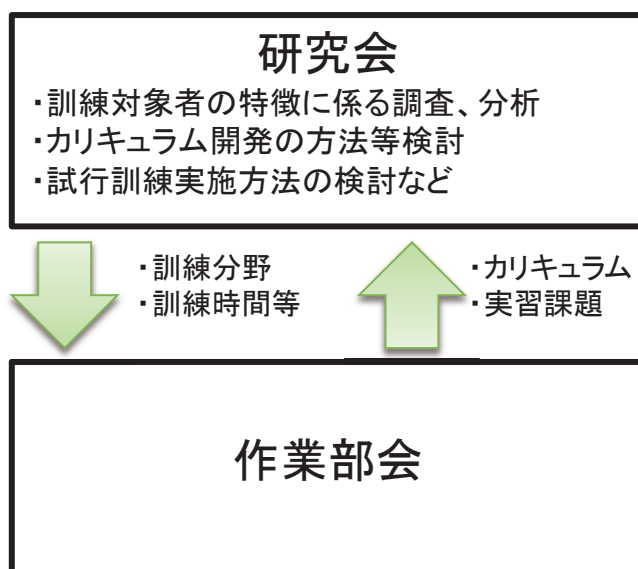 研究会
・訓練対象者の特徴に係る調査、分析
・カリキュラム開発の方法等検討
・試行訓練実施方法の検討など
・訓練分野
・訓練時間等
・カリキュラム
・実習課題
作業部会